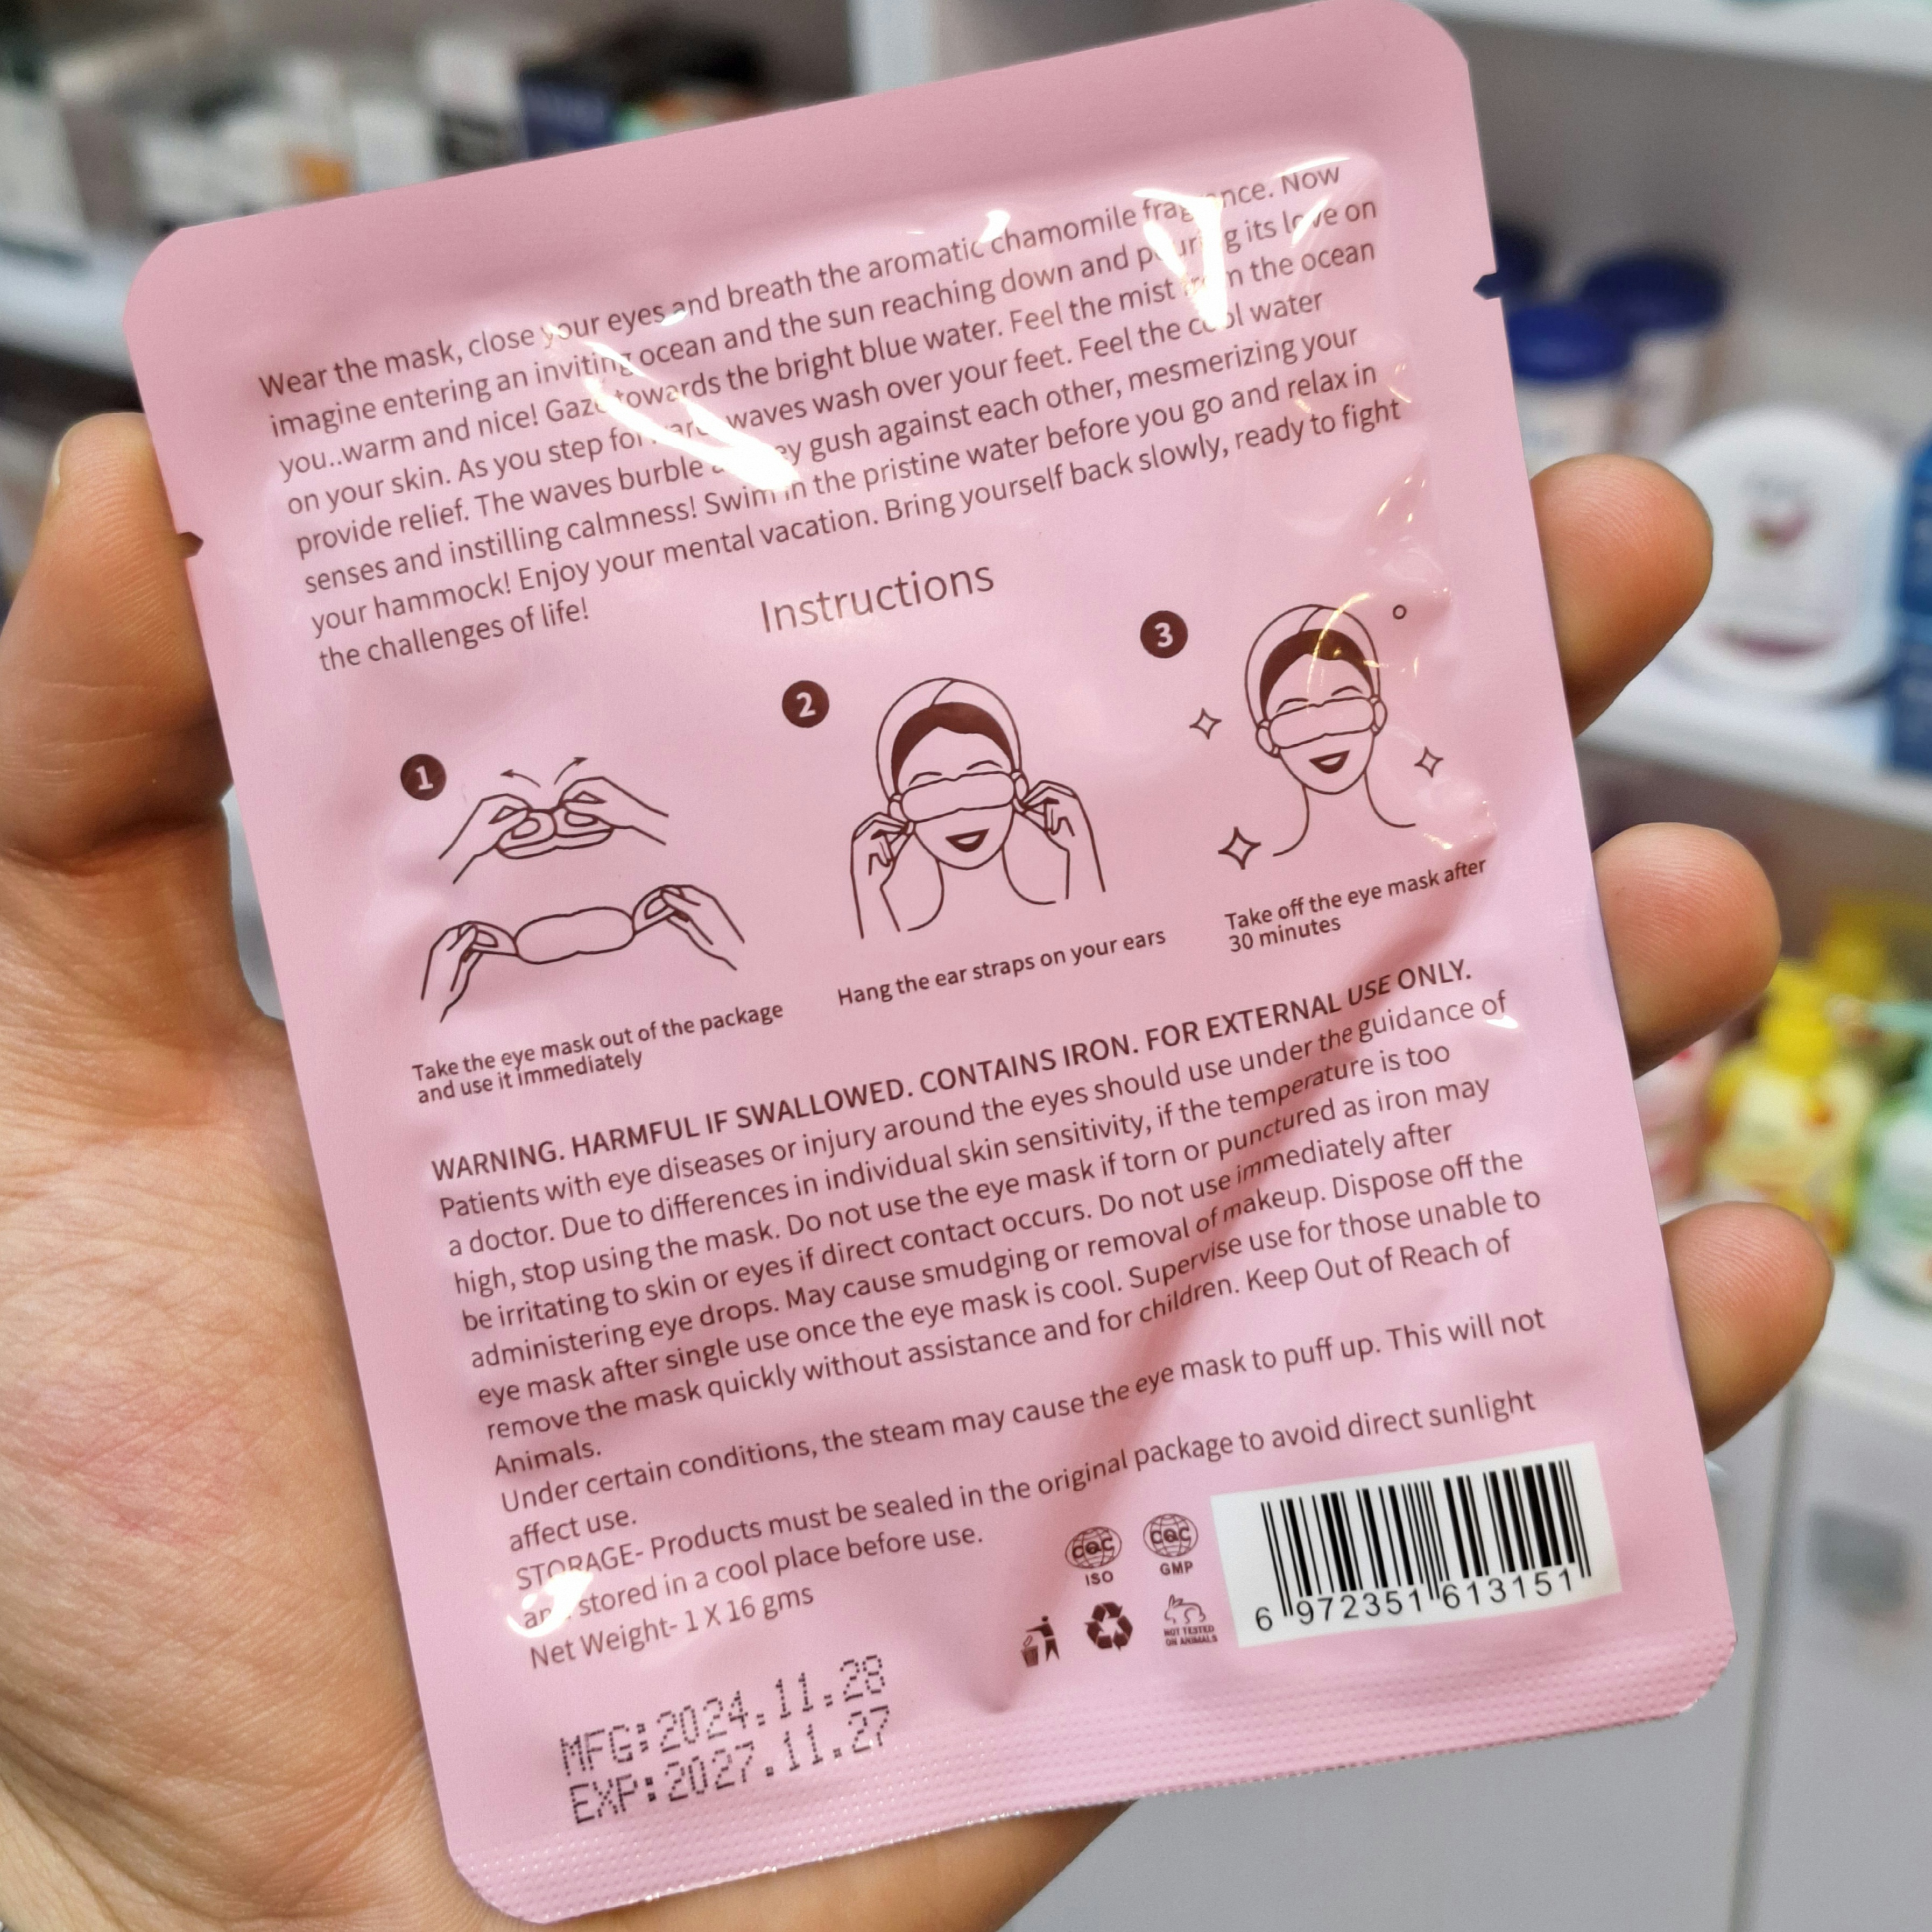 Wear the mask, close your eyes and breath the aromatic chamomile fragrance. Now
imagine entering an inviting ocean and the sun reaching down and pouring its love on
you..warm and nice! Gaze towards the bright blue water. Feel the mist from the ocean
on your skin. As you step forward waves wash over your feet. Feel the cool water
provide relief. The waves burble as they gush against each other, mesmerizing your
senses and instilling calmness! Swim in the pristine water before you go and relax in
your hammock! Enjoy your mental vacation. Bring yourself back slowly, ready to fight
the challenges of life!
Instructions
1
Take the eye mask out of the package
and use it immediately
2
Hang the ear straps on your ears
3
Take off the eye mask after
30 minutes
WARNING. HARMFUL IF SWALLOWED. CONTAINS IRON. FOR EXTERNAL USE ONLY.
Patients with eye diseases or injury around the eyes should use under the guidance of
a doctor. Due to differences in individual skin sensitivity, if the temperature is too
high, stop using the mask. Do not use the eye mask if torn or punctured as iron may
be irritating to skin or eyes if direct contact occurs. Do not use immediately after
administering eye drops. May cause smudging or removal of makeup. Dispose off the
eye mask after single use once the eye mask is cool. Supervise use for those unable to
remove the mask quickly without assistance and for children. Keep Out of Reach of
Animals.
Under certain conditions, the steam may cause the eye mask to puff up. This will not
affect use.
STORAGE- Products must be sealed in the original package to avoid direct sunlight
and stored in a cool place before use.
Net Weight- 1 X 16 gms
CQC
ISO
CQC
GMP
NOT TESTED
ON ANIMALS
6 972351 613151
MFG:2024.11.28
EXP:2027.11.27